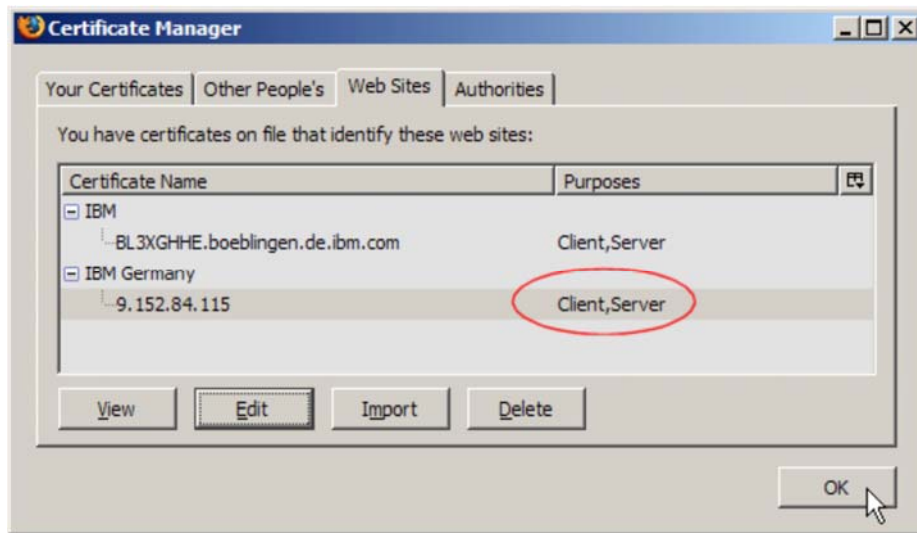 Certificate Manager
Your Certificates Other People's Web Sites Authorities
You have certificates on file that identify these web sites:
Certificate Name Purposes
IBM
BL3XGHHE.boeblingen.de.ibm.com Client,Server
IBM Germany
9.152.84.115 Client,Server
View Edit Import Delete
OK